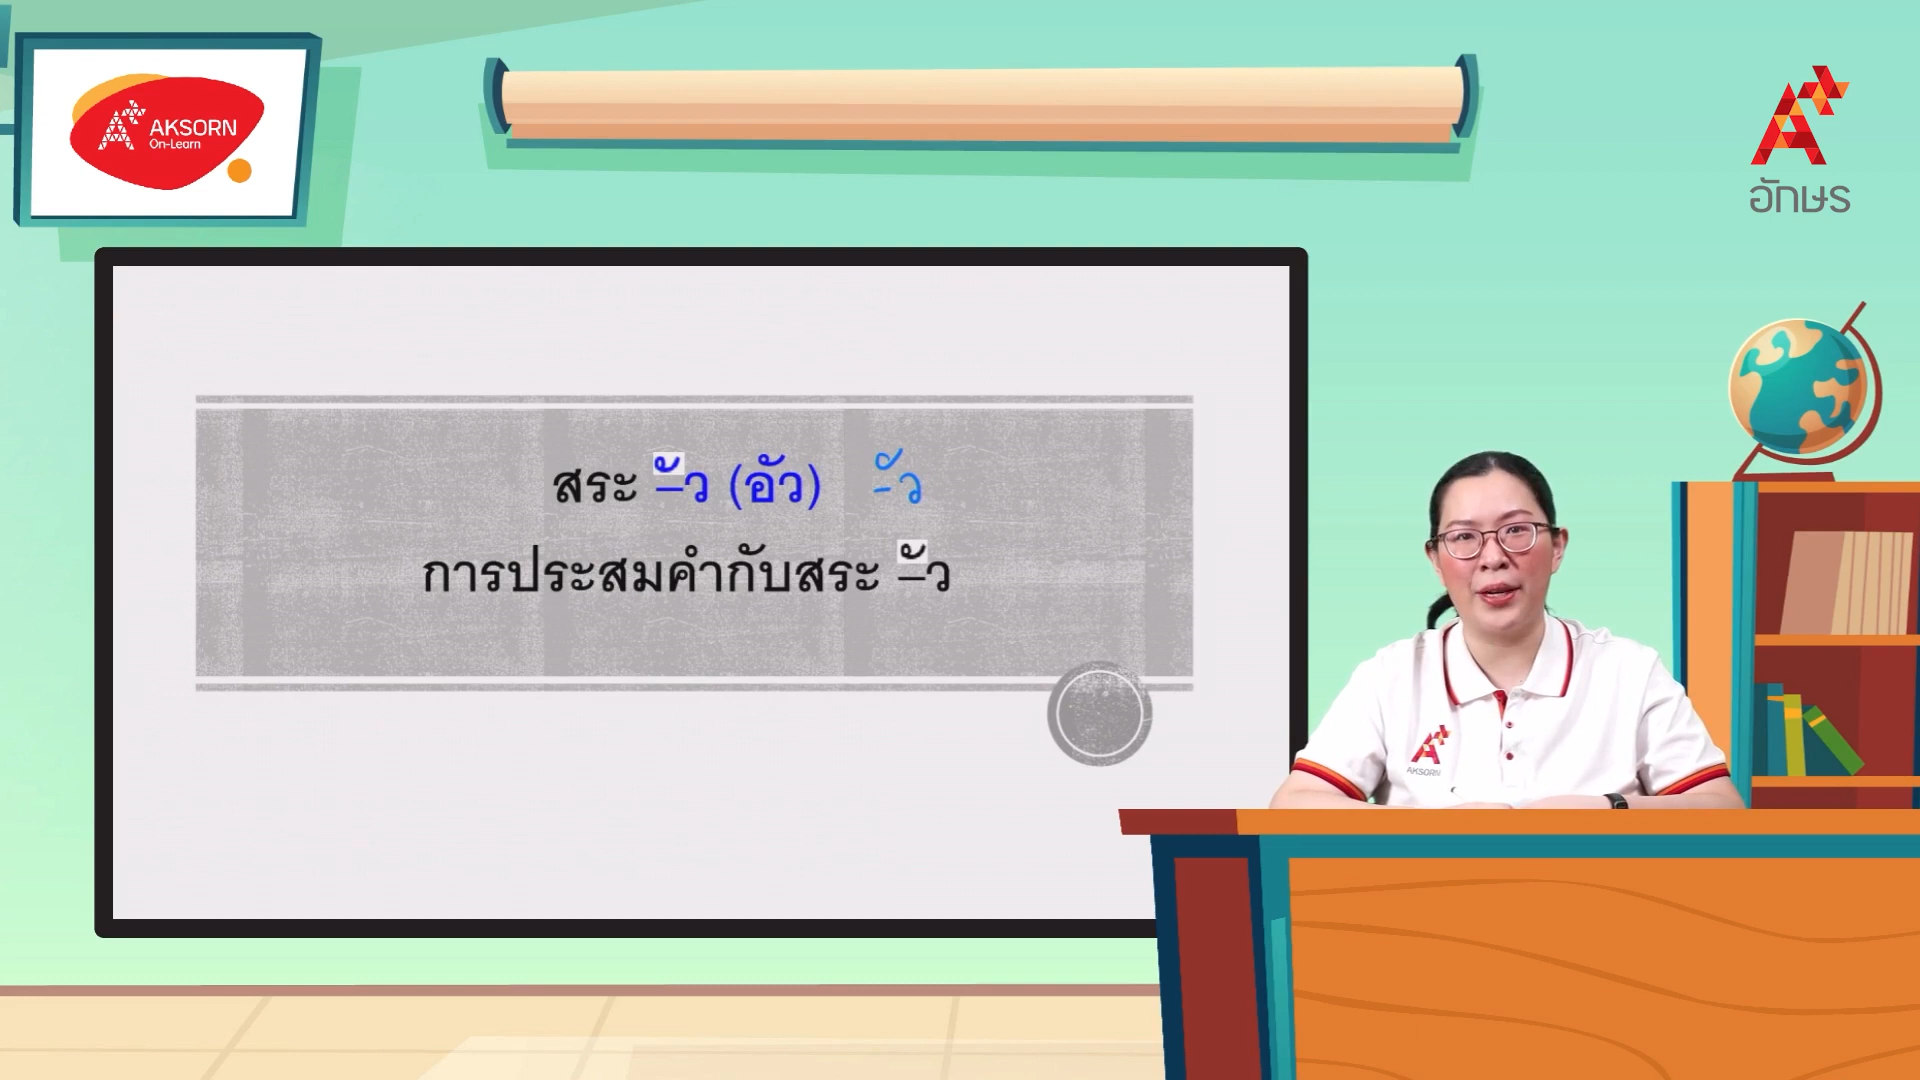 AKSORN
On-Learn
อักษร
สระ –ัว (อัว) -ัว
การประสมคำกับสระ –ัว
AKSORN